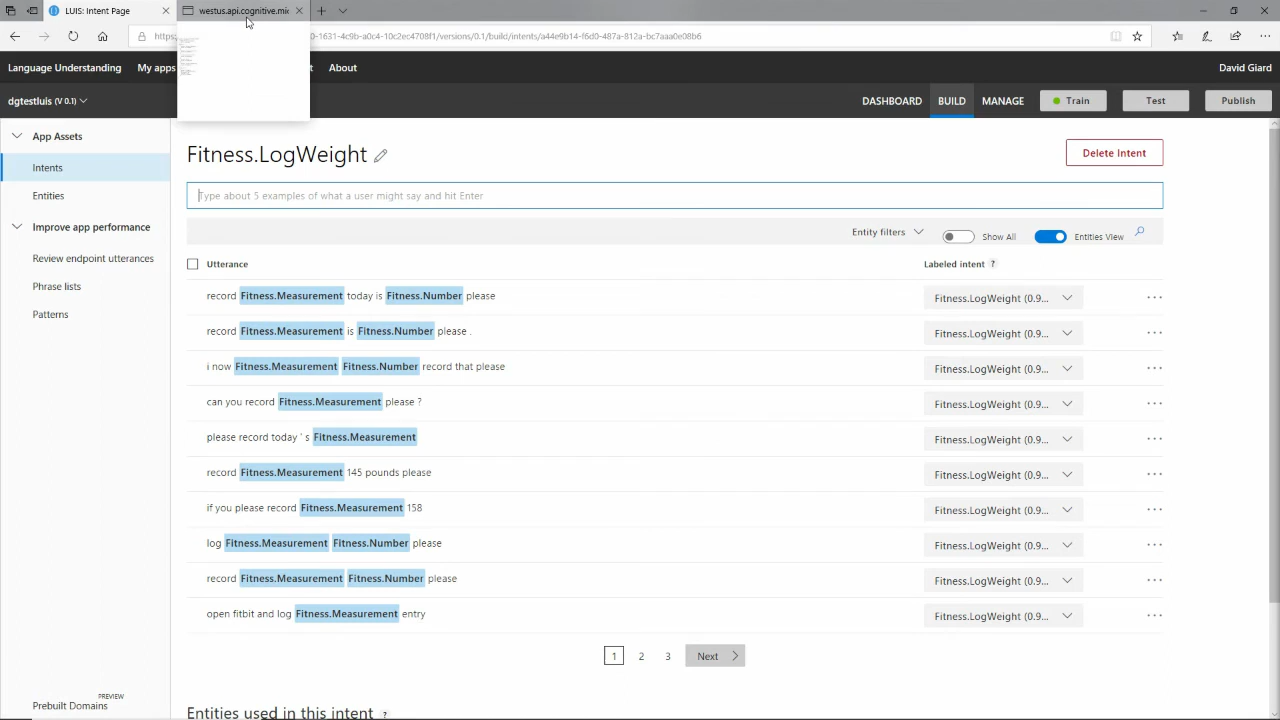 LUIS: Intent Page
westus.api.cognitive.mic
-1631-4c9b-a0c4-10c2ec4708f1/versions/0.1/build/intents/
Language Understanding
My
David Giard
dgtestluis (V 0.1)
DASHBOARD
BUILD
MANAGE
Train
Test
Publish
App Assets
Intents
Entities
Improve app performance
Review endpoint utterances
Phrase lists
Patterns
PREVIEW
Prebuilt Domains
Fitness.LogWeight
Delete Intent
Type about 5 examples of what a user might say and hit Enter
Entity filters
Show All
Entities View
Utterance
Labeled intent ?
record Fitness.Measurement today is Fitness.Number please
Fitness.LogWeight (0.9...
record Fitness.Measurement is Fitness.Number please .
Fitness.LogWeight (0.9...
i now Fitness.Measurement Fitness.Number record that please
Fitness.LogWeight (0.9...
can you record Fitness.Measurement please ?
Fitness.LogWeight (0.9...
please record today ' s Fitness.Measurement
Fitness.LogWeight (0.9...
record Fitness.Measurement 145 pounds please
Fitness.LogWeight (0.9...
if you please record Fitness.Measurement 158
Fitness.LogWeight (0.9...
log Fitness.Measurement Fitness.Number please
Fitness.LogWeight (0.9...
record Fitness.Measurement Fitness.Number please
Fitness.LogWeight (0.9...
open fitbit and log Fitness.Measurement entry
Fitness.LogWeight (0.9...
1 2 3 Next
Entities used in this intent ?